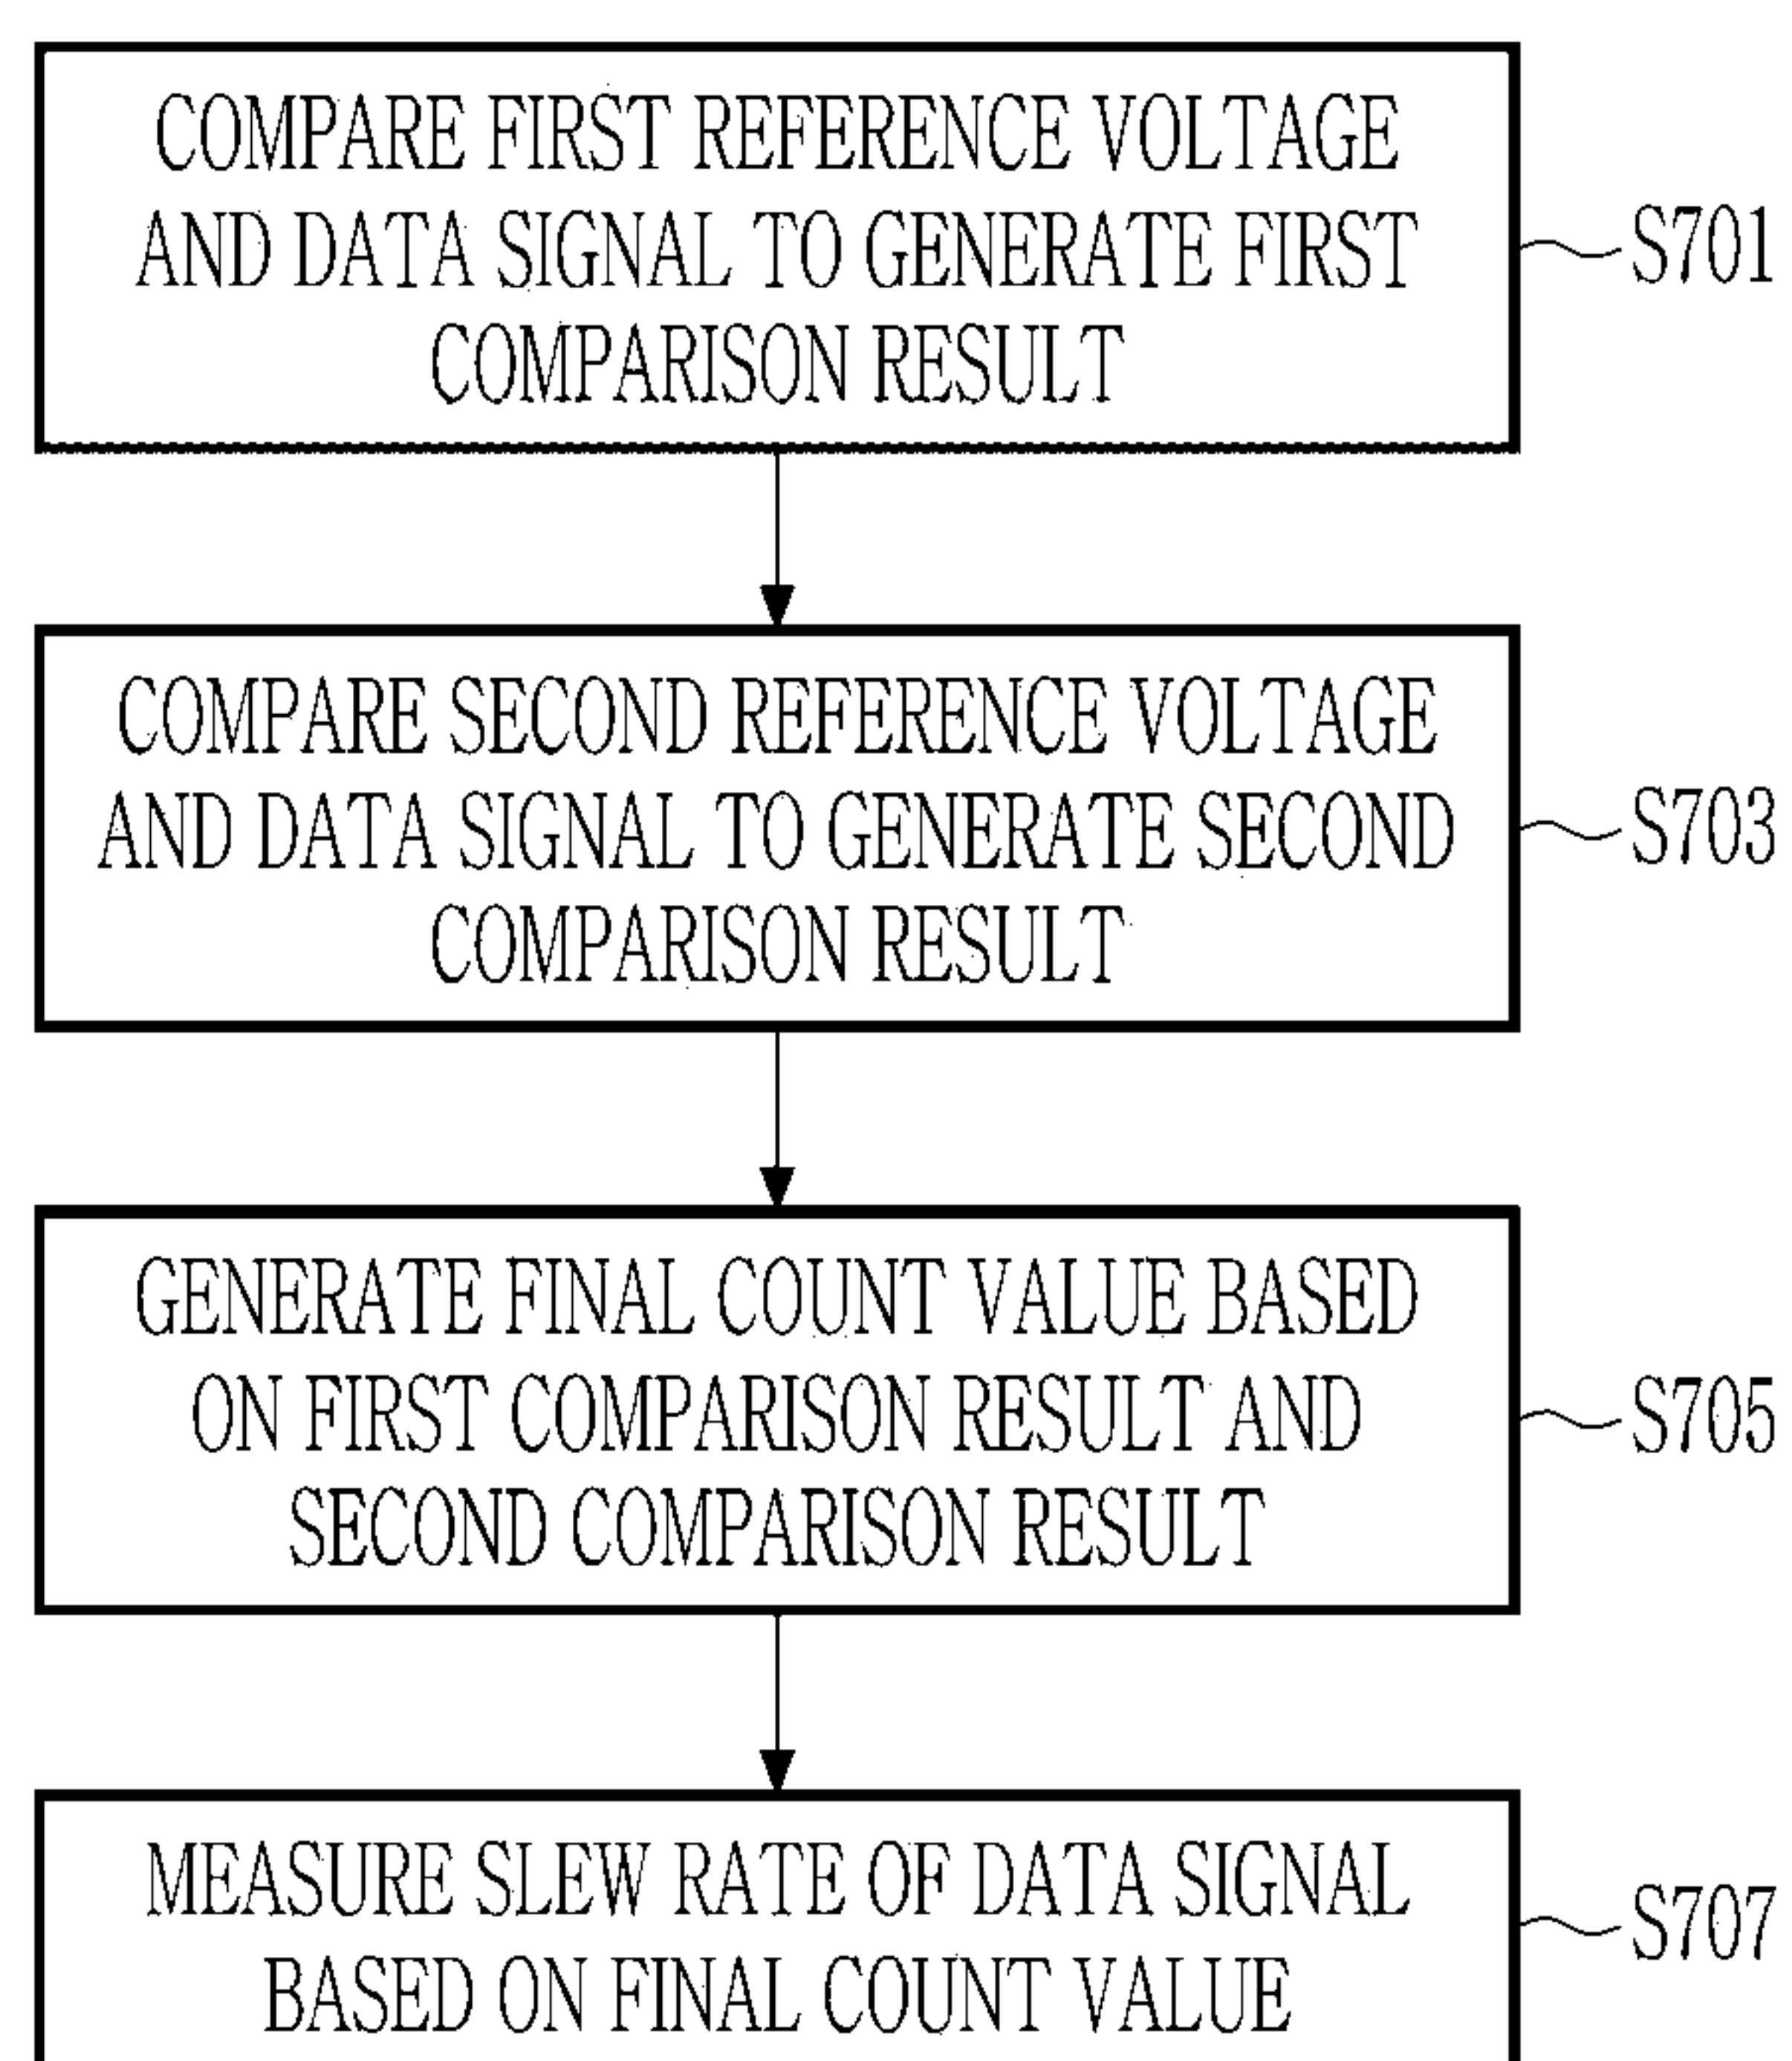 COMPARE FIRST REFERENCE VOLTAGE
AND DATA SIGNAL TO GENERATE FIRST
COMPARISON RESULT
S701
COMPARE SECOND REFERENCE VOLTAGE
AND DATA SIGNAL TO GENERATE SECOND
COMPARISON RESULT
S703
GENERATE FINAL COUNT VALUE BASED
ON FIRST COMPARISON RESULT AND
SECOND COMPARISON RESULT
S705
MEASURE SLEW RATE OF DATA SIGNAL
BASED ON FINAL COUNT VALUE
S707